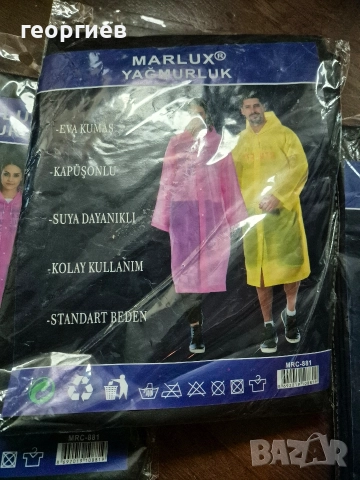 георгиев
MARLUX®
YAĞMURLUK
-EVA KUMAŞ
-KAPÜŞONLU
-SUYA DAYANIKLI
-KOLAY KULLANIM
-STANDART BEDEN
MRC-881
MRC-881
BAZAR